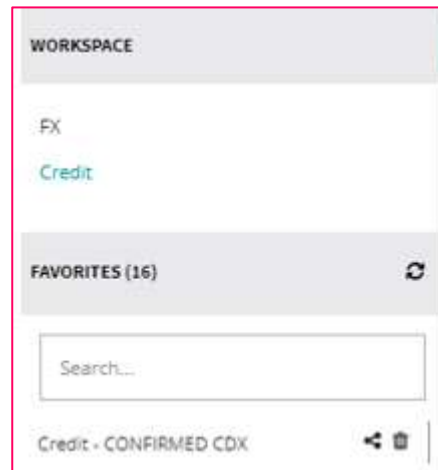 WORKSPACE
FX
Credit
FAVORITES (16)
Search...
Credit - CONFIRMED CDX